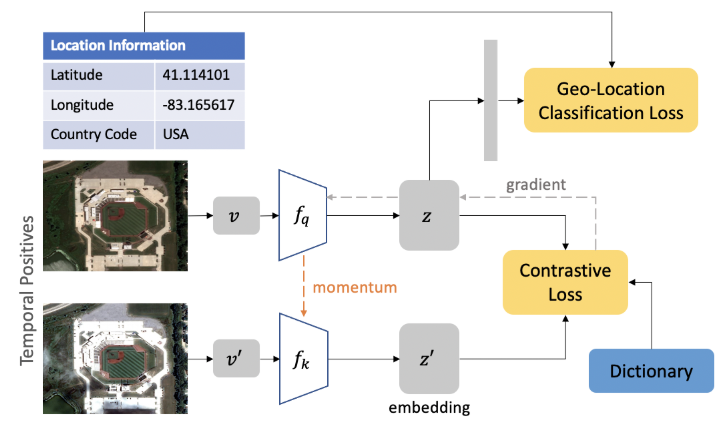 Location Information
Latitude 41.114101
Longitude -83.165617
Country Code USA
Geo-Location
Classification Loss
Temporal Positives
v
f_q
z
gradient
momentum
Contrastive
Loss
v'
f_k
z'
embedding
Dictionary